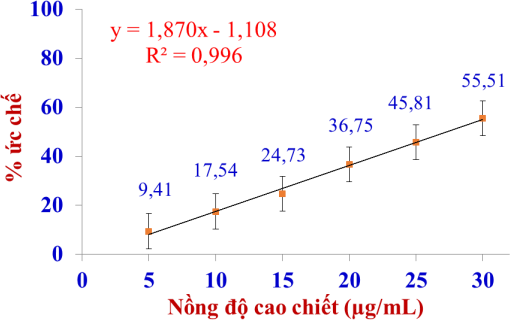 100
y = 1,870x - 1,108
R² = 0,996
80
60
40
20
0
% ức chế
9,41
17,54
24,73
36,75
45,81
55,51
0 5 10 15 20 25 30
Nồng độ cao chiết (µg/mL)